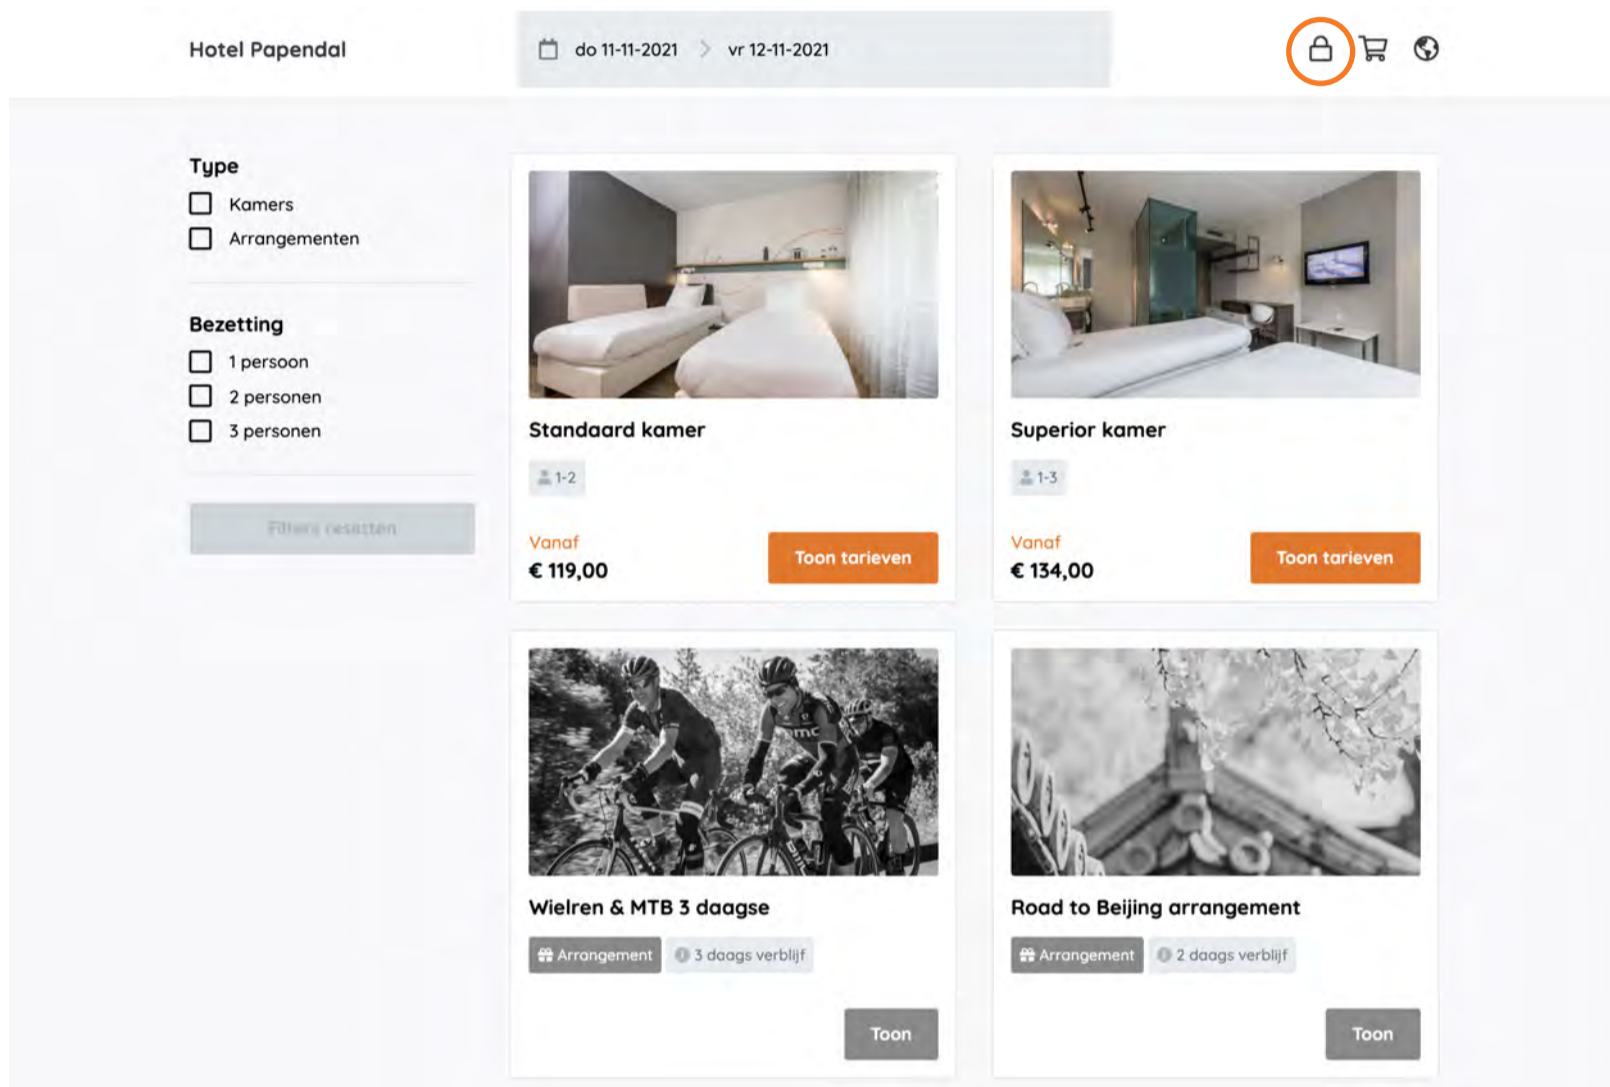 Hotel Papendal
do 11-11-2021 > vr 12-11-2021
Type
Kamers
Arrangementen
Bezetting
1 persoon
2 personen
3 personen
Filters resetten
Standaard kamer
1-2
Vanaf
€ 119,00
Toon tarieven
Superior kamer
1-3
Vanaf
€ 134,00
Toon tarieven
Wielren & MTB 3 daagse
Arrangement
3 daags verblijf
Toon
Road to Beijing arrangement
Arrangement
2 daags verblijf
Toon